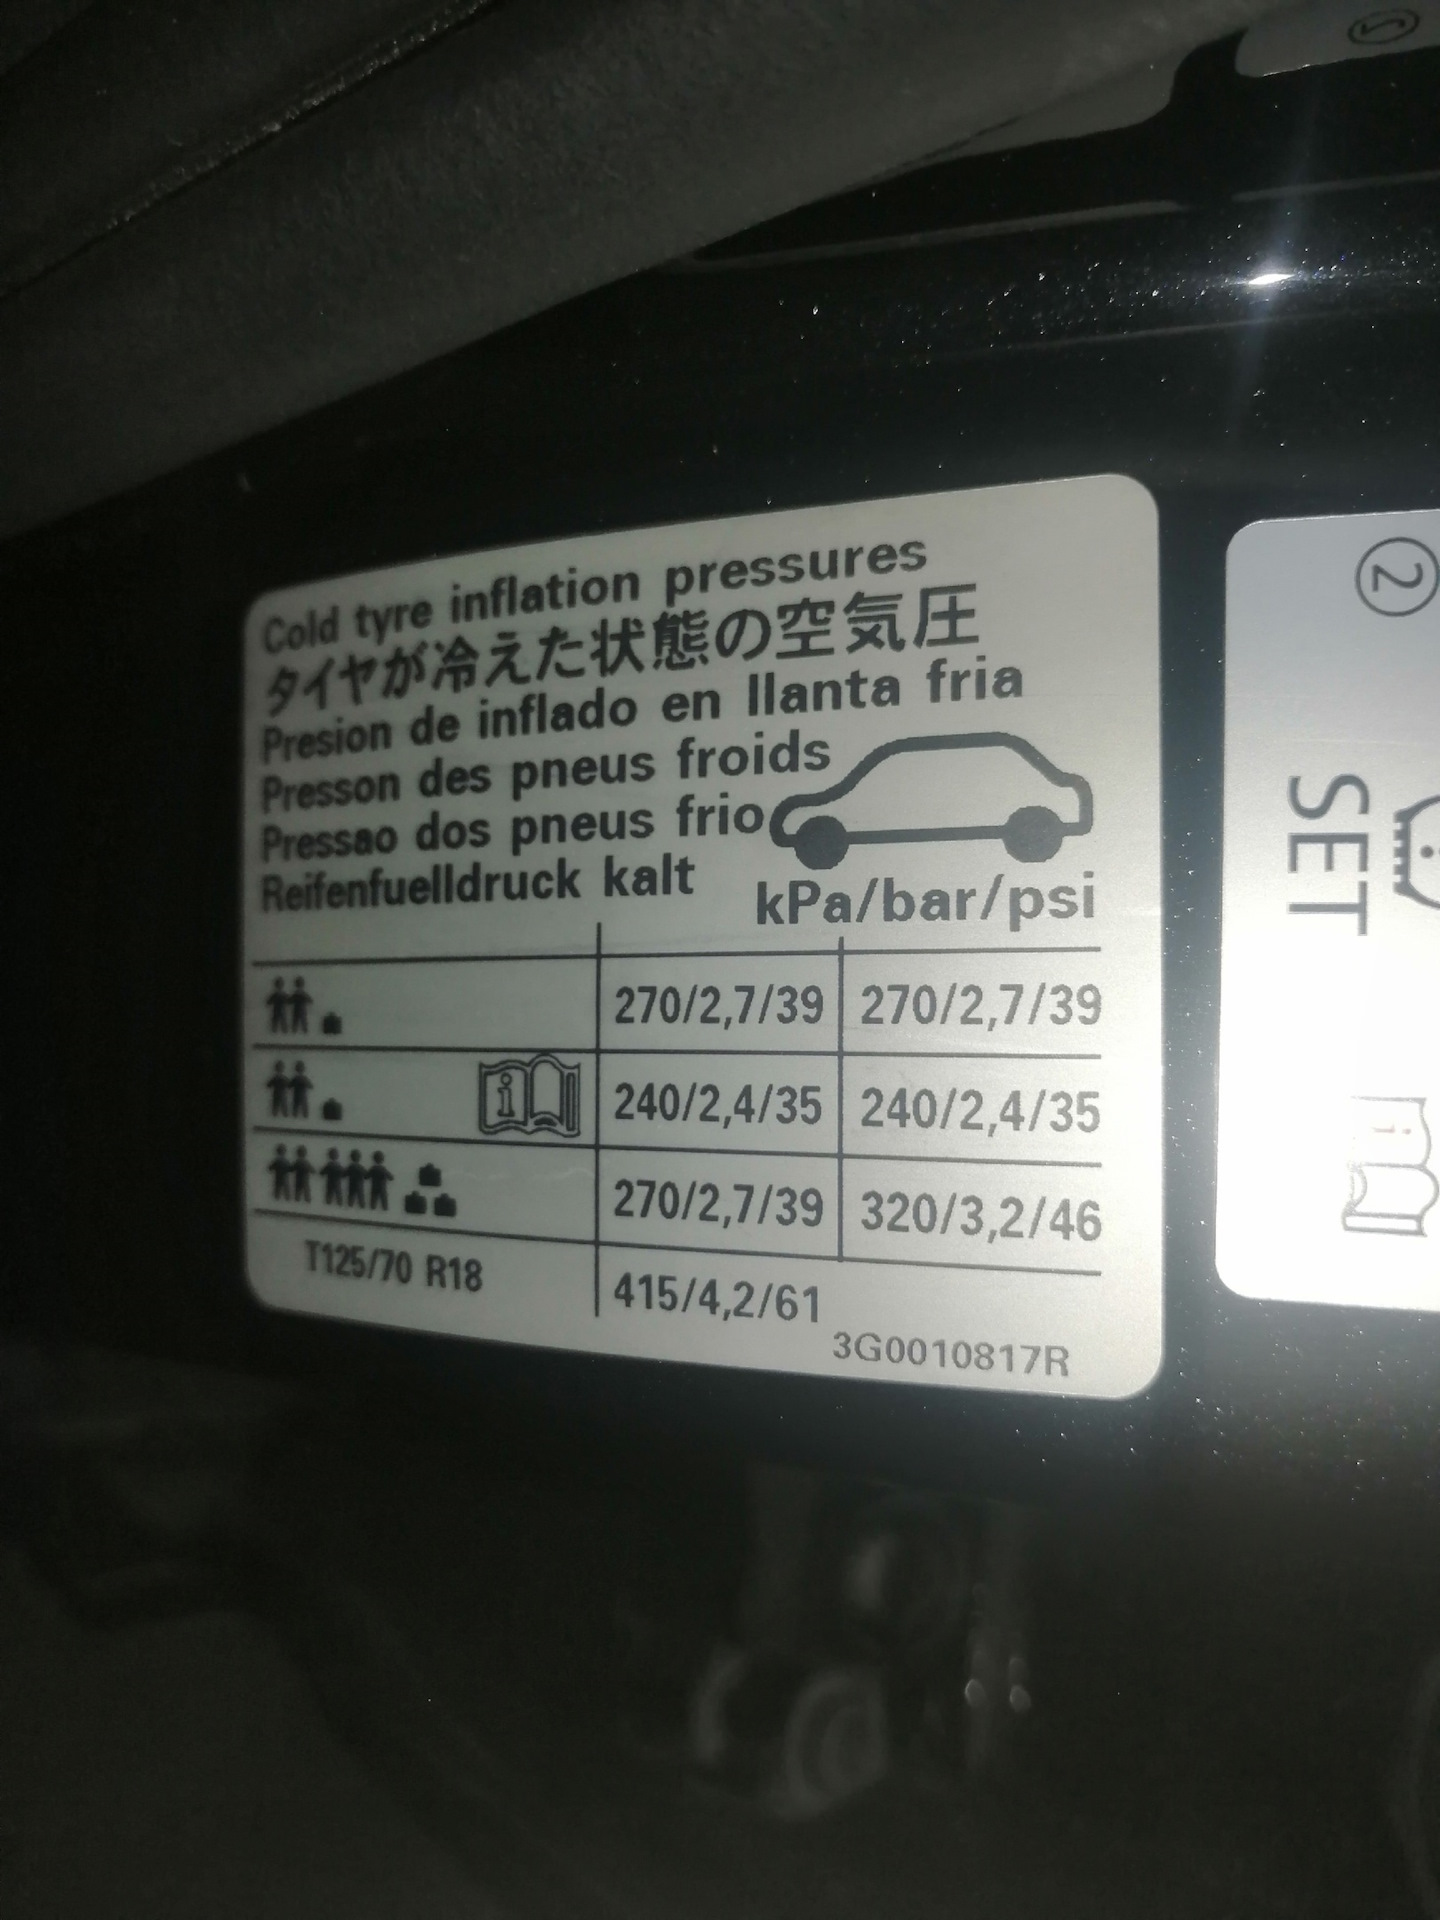 Cold tyre inflation pressures
タイヤが冷えた状態の空気圧
Presion de inflado en llanta fria
Presson des pneus froids
Pressao dos pneus frio
Reifenfuelldruck kalt
kPa/bar/psi
270/2,7/39 270/2,7/39
i 240/2,4/35 240/2,4/35
270/2,7/39 320/3,2/46
T125/70 R18 415/4,2/61
3G0010817R
1
2
SET
i